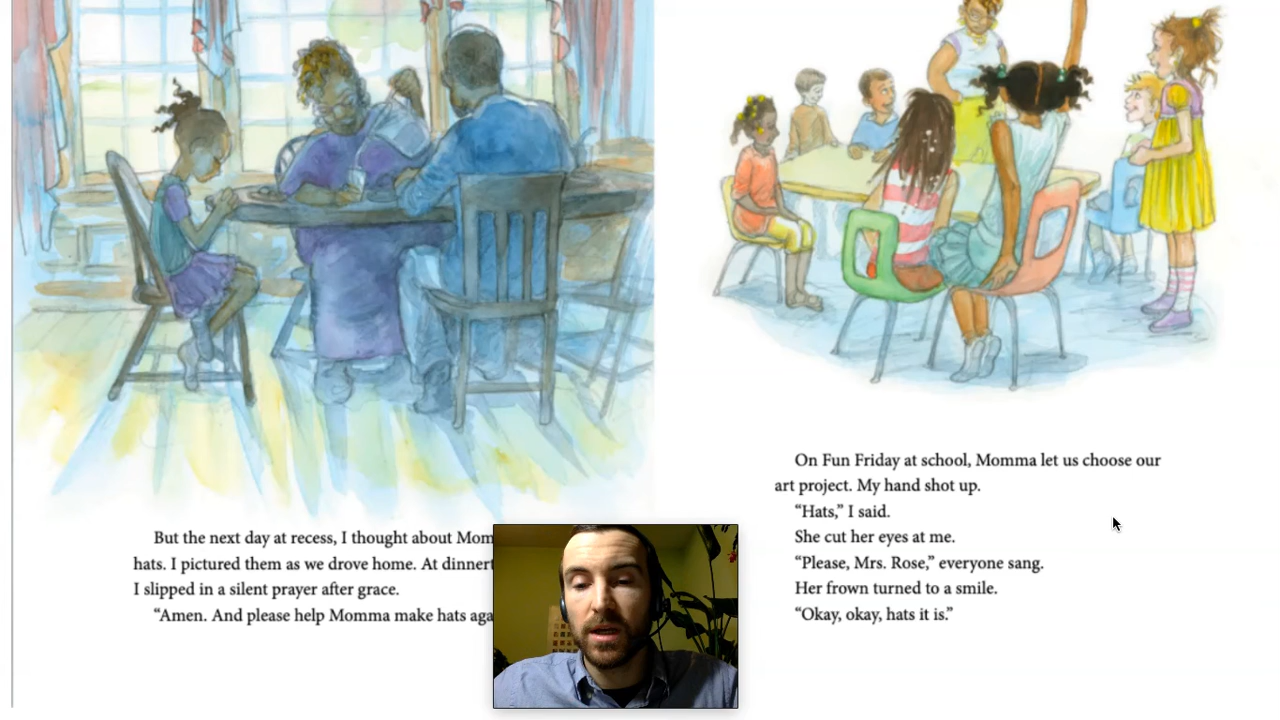 But the next day at recess, I thought about
hats. I pictured them as we drove home. At
I slipped in a silent prayer after grace.
“Amen. And please help Momma make hats
On Fun Friday at school, Momma let us choose our
art project. My hand shot up.
“Hats,” I said.
She cut her eyes at me.
“Please, Mrs. Rose,” everyone sang.
Her frown turned to a smile.
“Okay, okay, hats it is.”